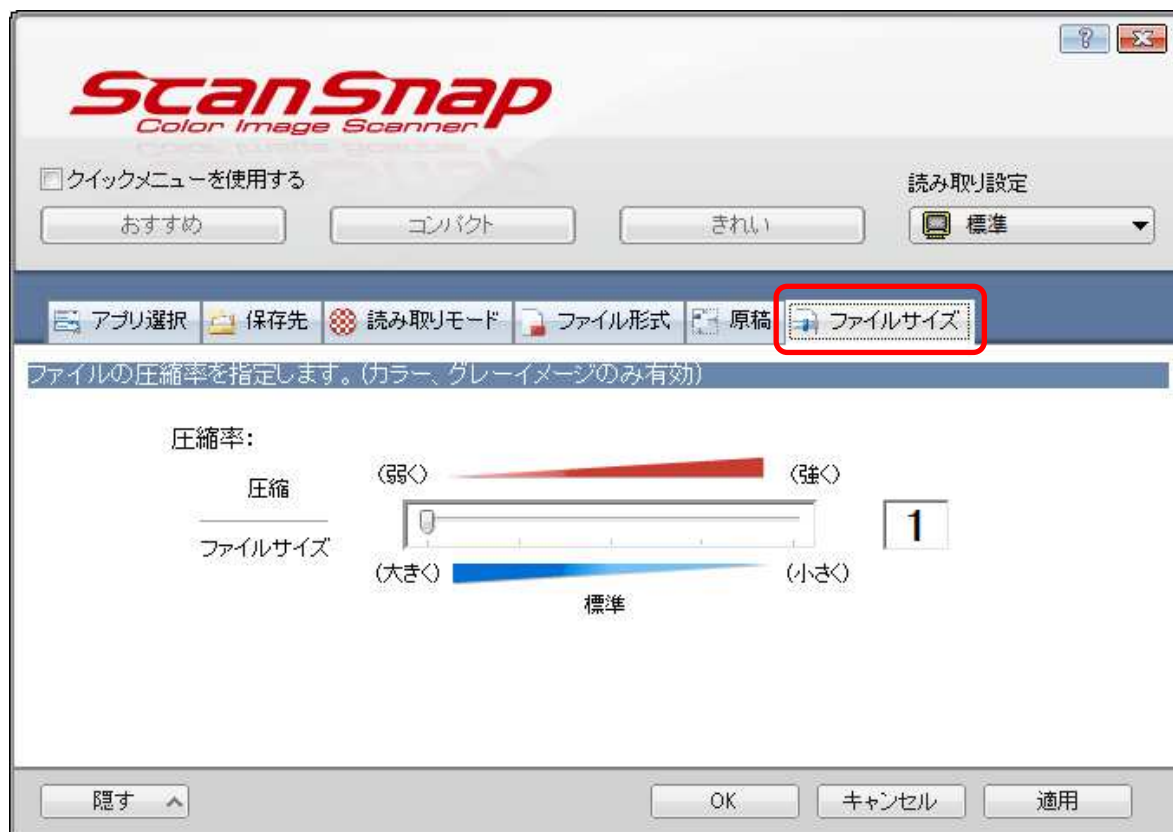 ScanSnap
Color Image Scanner
クイックメニューを使用する
読み取り設定
おすすめ コンパクト きれい 標準
アプリ選択 保存先 読み取りモード ファイル形式 原稿 ファイルサイズ
ファイルの圧縮率を指定します。(カラー、グレーイメージのみ有効)
圧縮率:
(弱く) (強く)
圧縮
1
ファイルサイズ
(大きく) (小さく)
標準
隠す OK キャンセル 適用